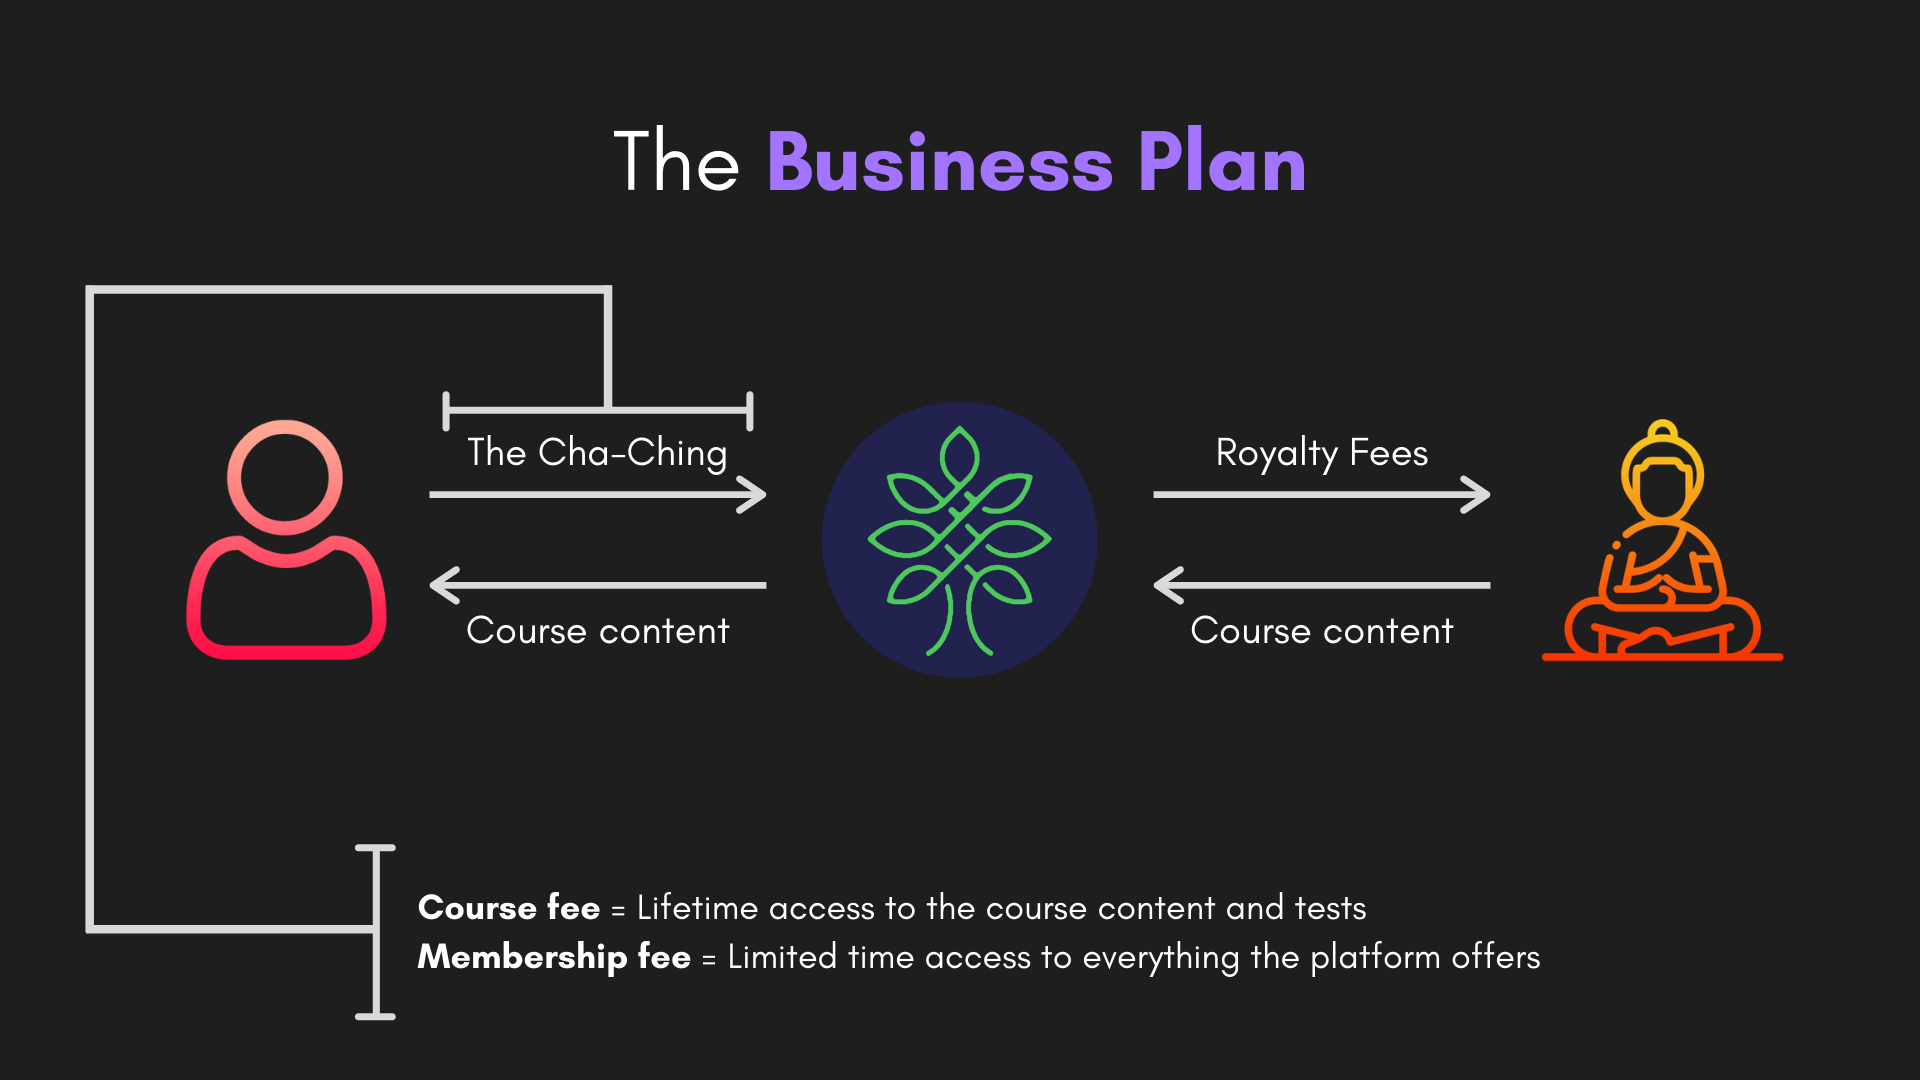 The Business Plan
The Cha-Ching
Royalty Fees
Course content
Course content
Course fee = Lifetime access to the course content and tests
Membership fee = Limited time access to everything the platform offers